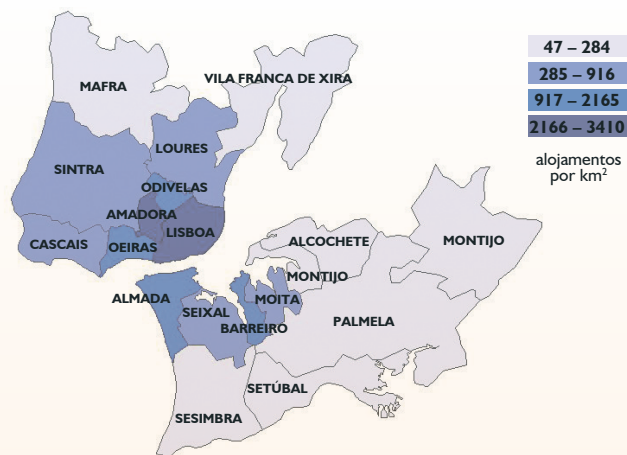 47 – 284
285 – 916
917 – 2165
2166 – 3410
alojamentos
por km²
MAFRA
VILA FRANCA DE XIRA
LOURES
SINTRA
ODIVELAS
AMADORA
LISBOA
CASCAIS
OEIRAS
ALCOCHETE
MONTIJO
MONTIJO
ALMADA
SEIXAL
MOITA
BARREIRO
PALMELA
SETÚBAL
SESIMBRA